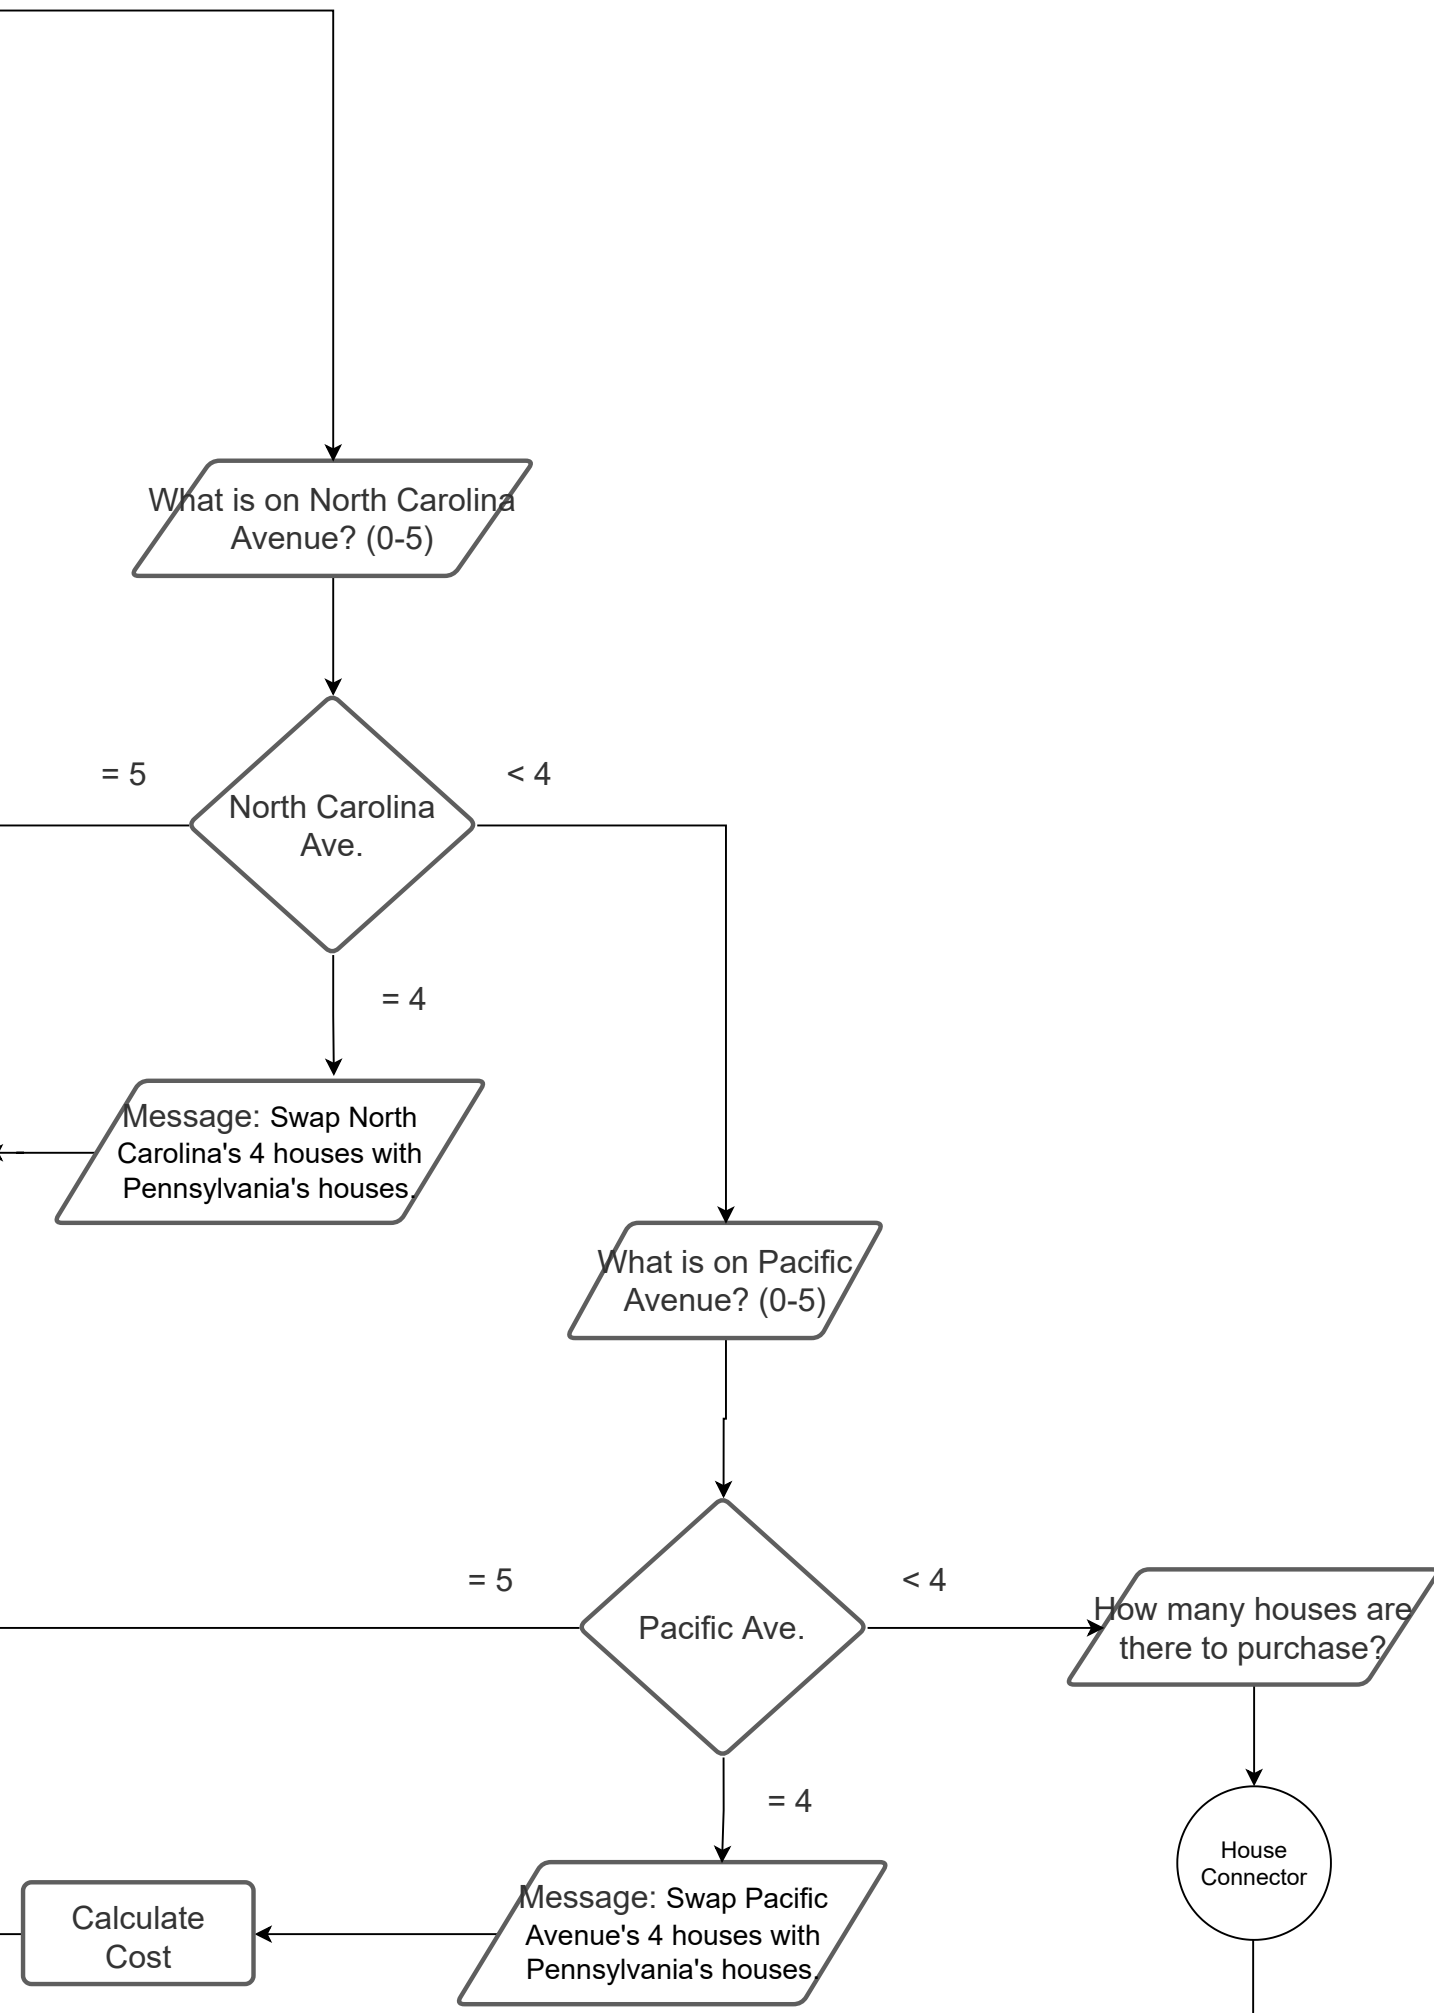 What is on North Carolina
Avenue? (0-5)
= 5
< 4
North Carolina
Ave.
= 4
Message: Swap North
Carolina's 4 houses with
Pennsylvania's houses.
What is on Pacific
Avenue? (0-5)
= 5
< 4
Pacific Ave.
How many houses are
there to purchase?
= 4
House
Connector
Calculate
Cost
Message: Swap Pacific
Avenue's 4 houses with
Pennsylvania's houses.